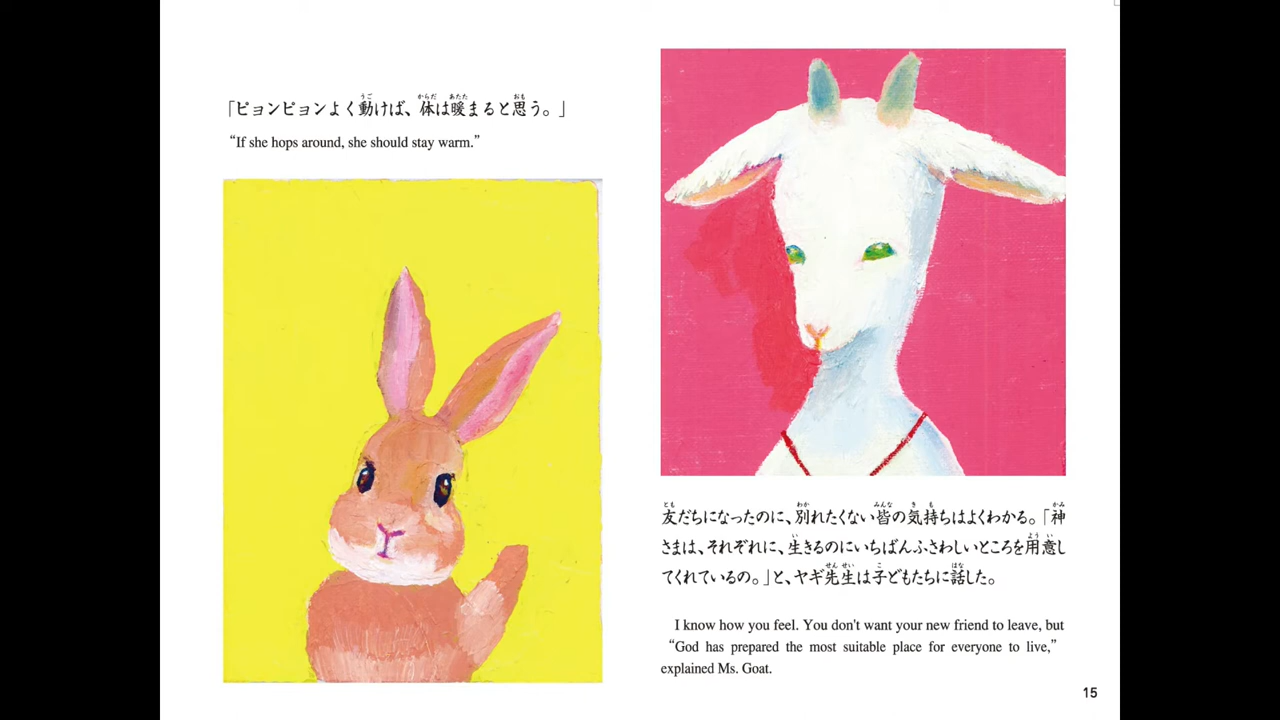 「ピョンピョンよく動けば、体は暖まると思う。」
“If she hops around, she should stay warm.”
友だちになったのに、別れたくない皆の気持ちはよくわかる。「神
さまは、それぞれに、生きるのにいちばんふさわしいところを用意し
てくれているの。」と、ヤギ先生は子どもたちに話した。
I know how you feel. You don't want your new friend to leave, but
“God has prepared the most suitable place for everyone to live,”
explained Ms. Goat.
15